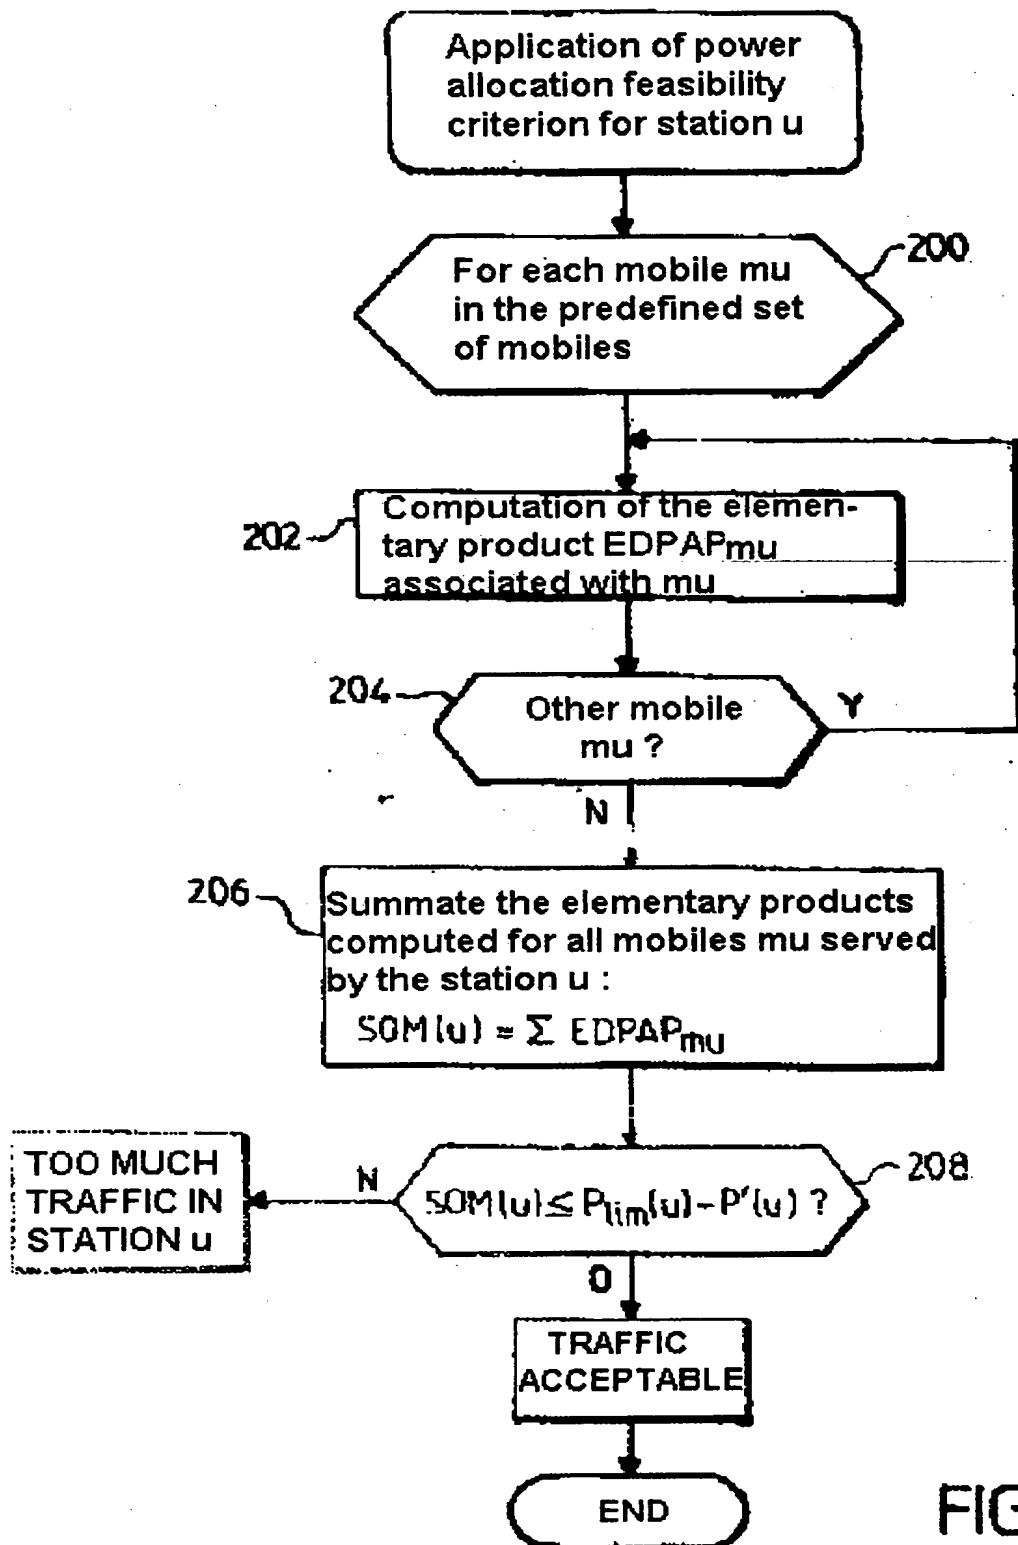 Application of power
allocation feasibility
criterion for station u
200
For each mobile mu
in the predefined set
of mobiles
202
Computation of the elemen-
tary product EDPAPmu
associated with mu
204
Other mobile
mu ?
Y
N
206
Summate the elementary products
computed for all mobiles mu served
by the station u :
SOM(u) = Σ EDPAPmu
208
SOM(u) ≤ Plim(u) – P'(u) ?
N
TOO MUCH
TRAFFIC IN
STATION u
O
TRAFFIC
ACCEPTABLE
END
FIG